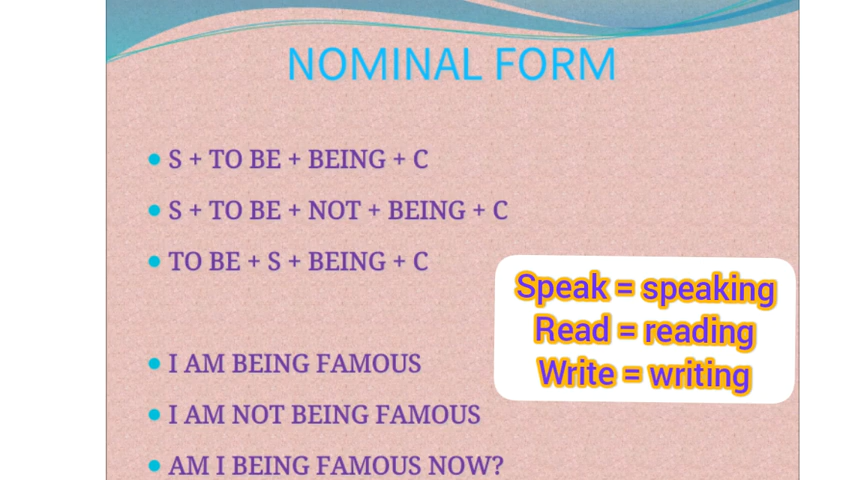 NOMINAL FORM
S + TO BE + BEING + C
S + TO BE + NOT + BEING + C
TO BE + S + BEING + C
I AM BEING FAMOUS
I AM NOT BEING FAMOUS
AM I BEING FAMOUS NOW?
Speak = speaking
Read = reading
Write = writing